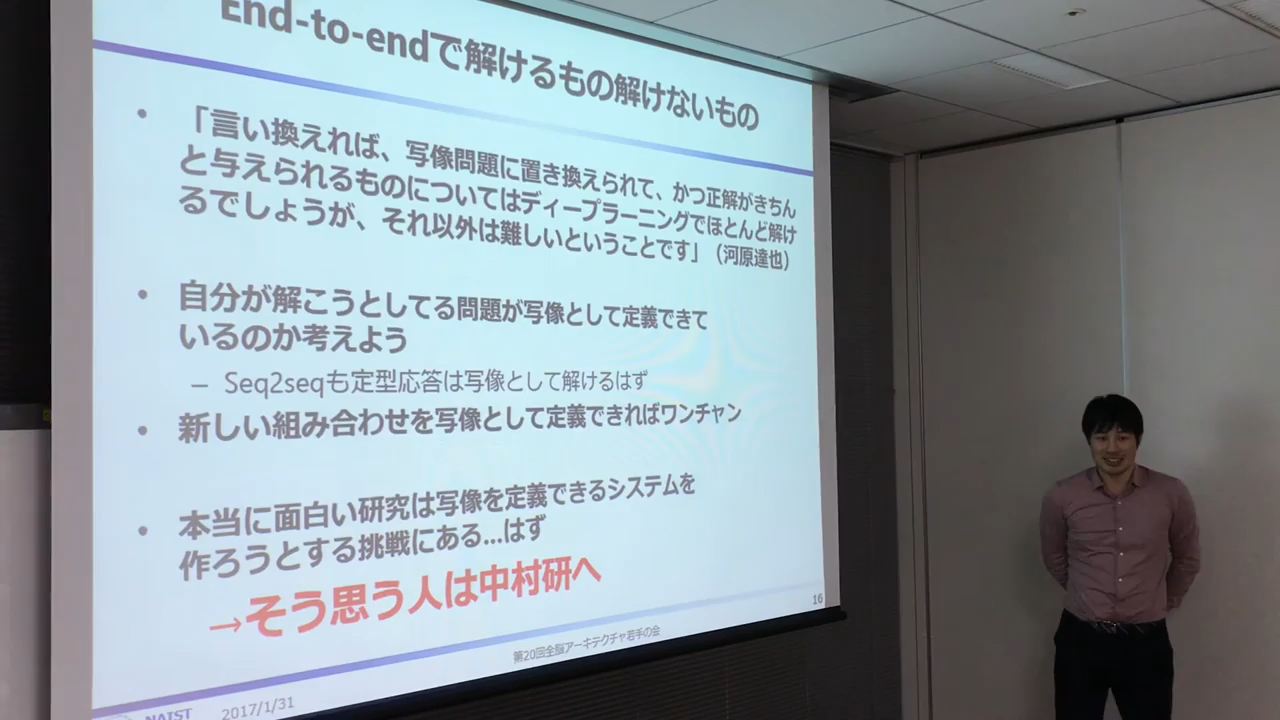 End-to-endで解けるもの解けないもの
• 「言い換えれば、写像問題に置き換えられて、かつ正解がきちん
と与えられるものについてはディープラーニングでほとんど解け
るでしょうが、それ以外は難しいということです」（河原達也）
• 自分が解こうとしてる問題が写像として定義できて
いるのか考えよう
– Seq2seqも定型応答は写像として解けるはず
• 新しい組み合わせを写像として定義できればワンチャン
• 本当に面白い研究は写像を定義できるシステムを
作ろうとする挑戦にある...はず
→そう思う人は中村研へ
16
第20回全脳アーキテクチャ若手の会
NAIST 2017/1/31